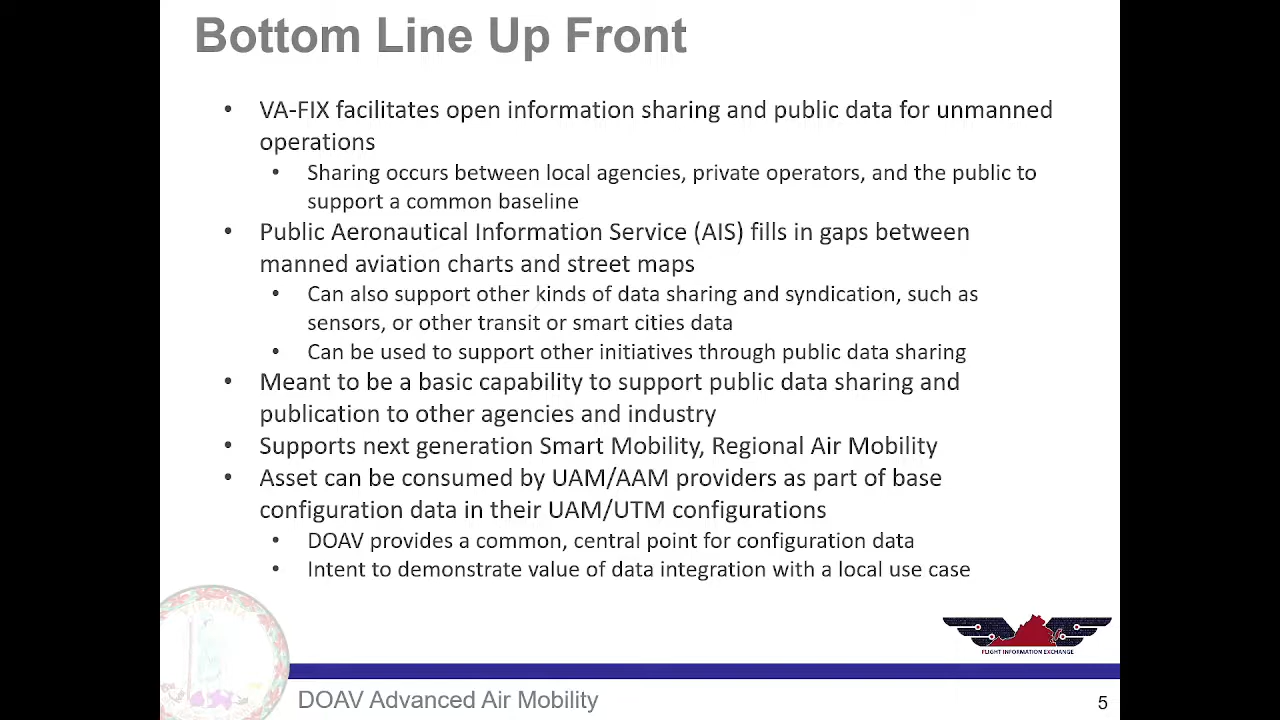 Bottom Line Up Front
• VA-FIX facilitates open information sharing and public data for unmanned
operations
• Sharing occurs between local agencies, private operators, and the public to
support a common baseline
• Public Aeronautical Information Service (AIS) fills in gaps between
manned aviation charts and street maps
• Can also support other kinds of data sharing and syndication, such as
sensors, or other transit or smart cities data
• Can be used to support other initiatives through public data sharing
• Meant to be a basic capability to support public data sharing and
publication to other agencies and industry
• Supports next generation Smart Mobility, Regional Air Mobility
• Asset can be consumed by UAM/AAM providers as part of base
configuration data in their UAM/UTM configurations
• DOAV provides a common, central point for configuration data
• Intent to demonstrate value of data integration with a local use case
VIRGINIA
FLIGHT INFORMATION EXCHANGE
DOAV Advanced Air Mobility
5